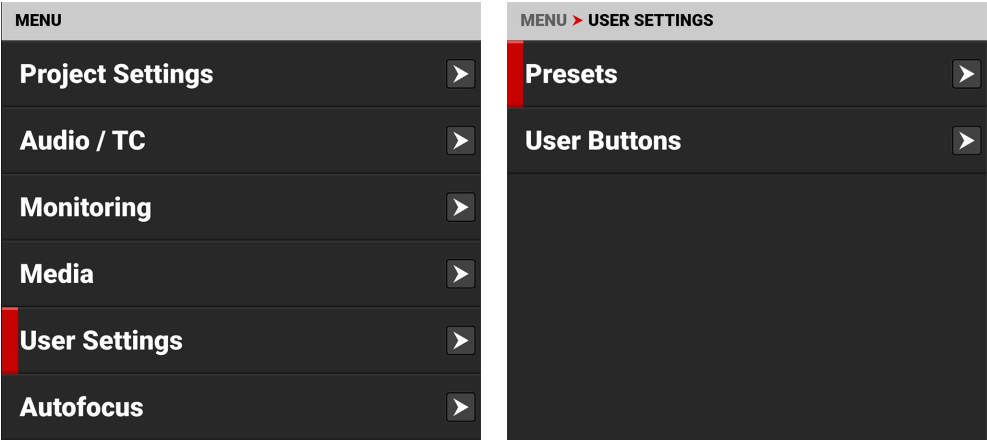 MENU
Project Settings
Audio / TC
Monitoring
Media
User Settings
Autofocus
MENU ➤ USER SETTINGS
Presets
User Buttons